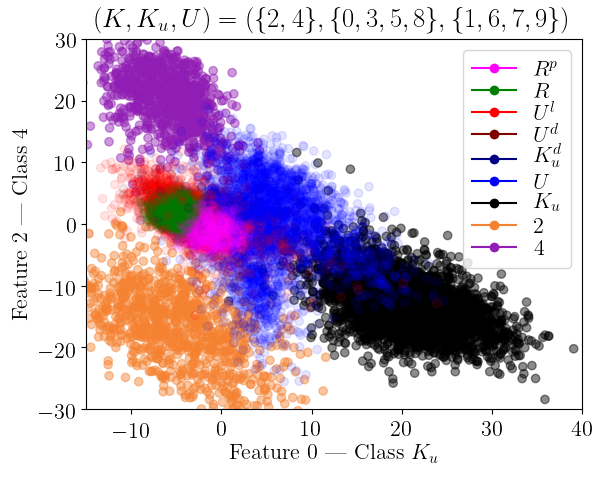 (K, K_u, U) = ({2, 4}, {0, 3, 5, 8}, {1, 6, 7, 9})
30
20
10
0
−10
−20
−30
Feature 2 — Class 4
R^p
R
U^l
U^d
K_u^d
U
K_u
2
4
−10
0
10
20
30
40
Feature 0 — Class K_u